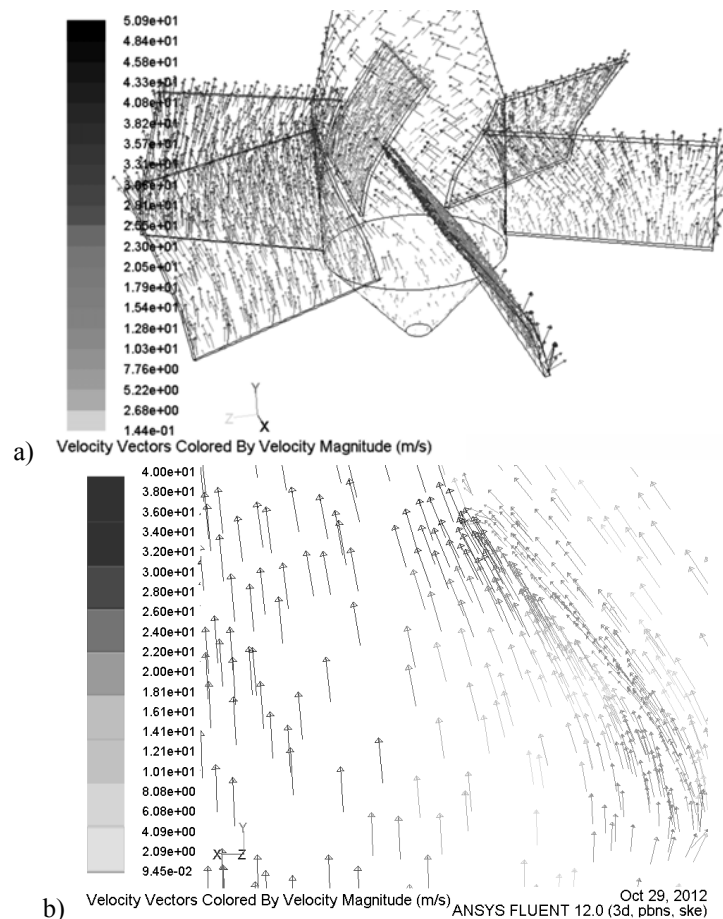 5.09e+01
4.84e+01
4.58e+01
4.33e+01
4.08e+01
3.82e+01
3.57e+01
3.31e+01
3.06e+01
2.81e+01
2.55e+01
2.30e+01
2.05e+01
1.79e+01
1.54e+01
1.28e+01
1.03e+01
7.76e+00
5.22e+00
2.68e+00
1.44e-01
Y
Z
X
a) Velocity Vectors Colored By Velocity Magnitude (m/s)
4.00e+01
3.80e+01
3.60e+01
3.40e+01
3.20e+01
3.00e+01
2.80e+01
2.60e+01
2.40e+01
2.20e+01
2.00e+01
1.81e+01
1.61e+01
1.41e+01
1.21e+01
1.01e+01
8.08e+00
6.08e+00
4.09e+00
2.09e+00
9.45e-02
Y
X Z
b) Velocity Vectors Colored By Velocity Magnitude (m/s)
Oct 29, 2012
ANSYS FLUENT 12.0 (3d, pbns, ske)